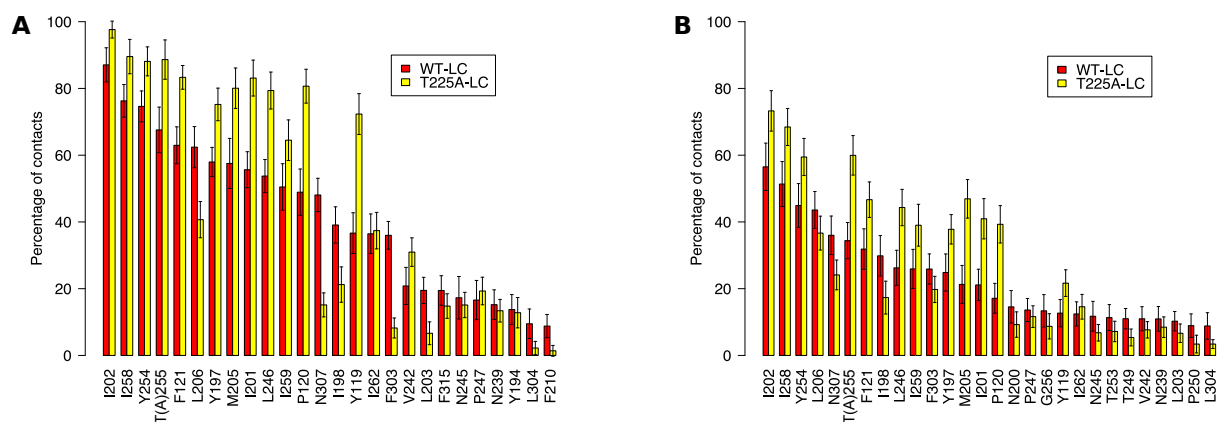 A
Percentage of contacts
100
80
60
40
20
0
WT-LC
T225A-LC
I202
I258
Y254
T(A)255
F121
L206
Y197
M205
I201
L246
I259
P120
N307
I198
Y119
I262
F303
V242
L203
F315
N245
P247
N239
Y194
L304
F210
B
Percentage of contacts
100
80
60
40
20
0
WT-LC
T225A-LC
I202
I258
Y254
L206
N307
T(A)255
F121
I198
L246
I259
F303
Y197
M205
I201
P120
N200
P247
G256
Y119
I262
N245
T253
T249
V242
N239
L203
P250
L304